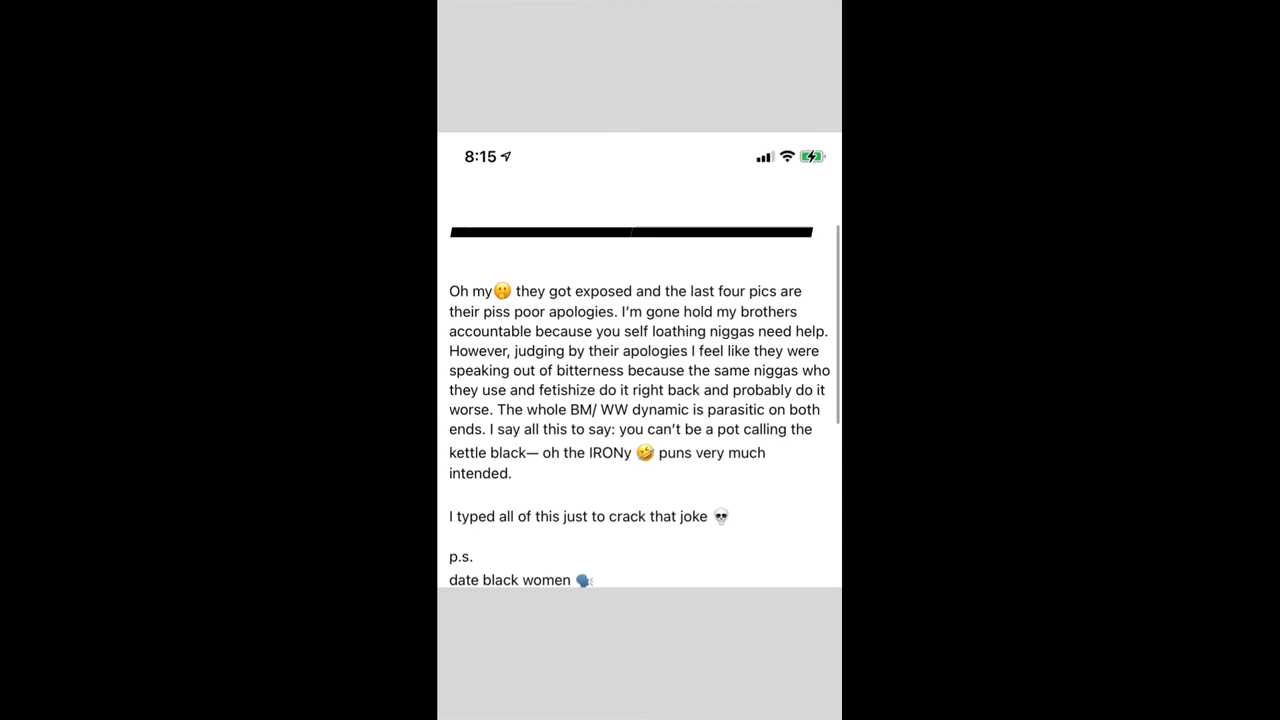 8:15
Oh my🫢 they got exposed and the last four pics are
their piss poor apologies. I’m gone hold my brothers
accountable because you self loathing niggas need help.
However, judging by their apologies I feel like they were
speaking out of bitterness because the same niggas who
they use and fetishize do it right back and probably do it
worse. The whole BM/ WW dynamic is parasitic on both
ends. I say all this to say: you can’t be a pot calling the
kettle black— oh the IRONy 🤣 puns very much
intended.
I typed all of this just to crack that joke 💀
p.s.
date black women 🗣️